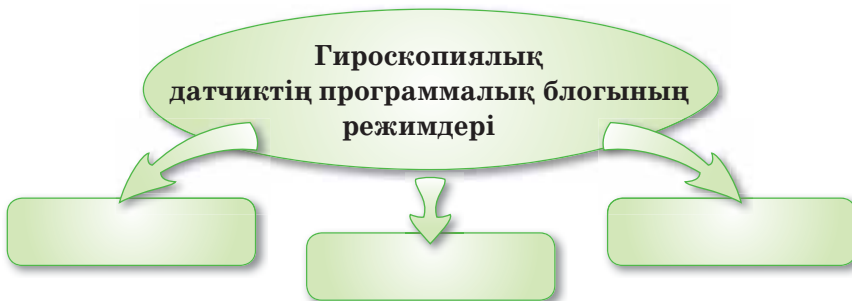 Гироскопиялық
датчиктің программалық блогының
режимдері